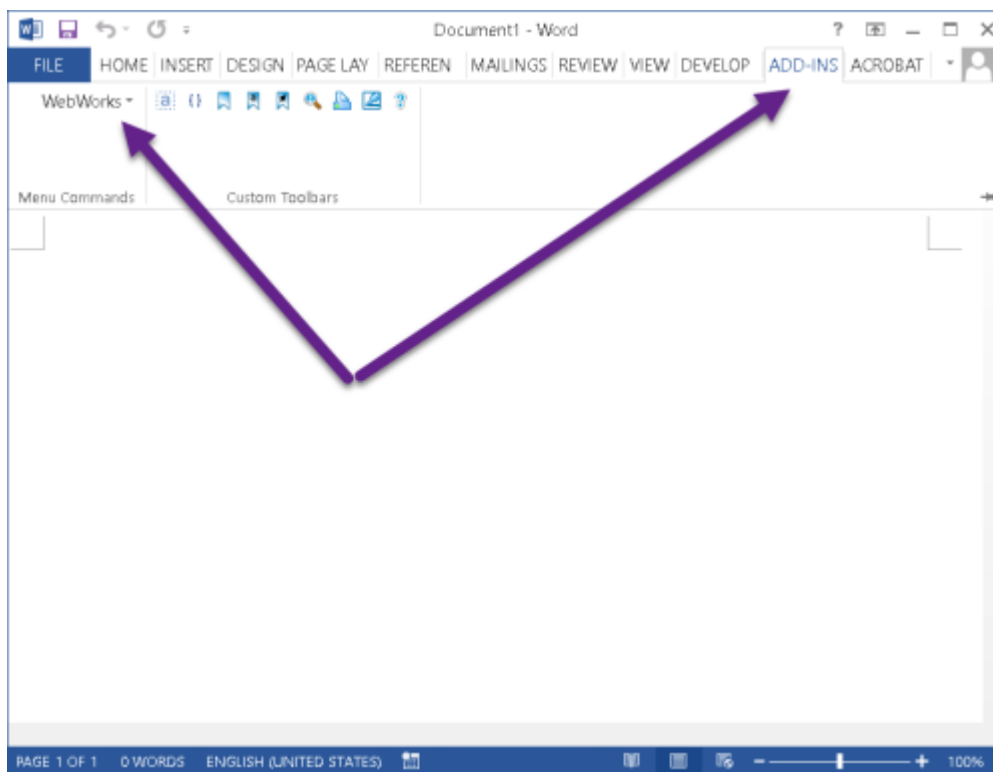 Document1 - Word
FILE HOME INSERT DESIGN PAGE LAY REFEREN MAILINGS REVIEW VIEW DEVELOP ADD-INS ACROBAT
WebWorks
Menu Commands Custom Toolbars
PAGE 1 OF 1 0 WORDS ENGLISH (UNITED STATES) 100%